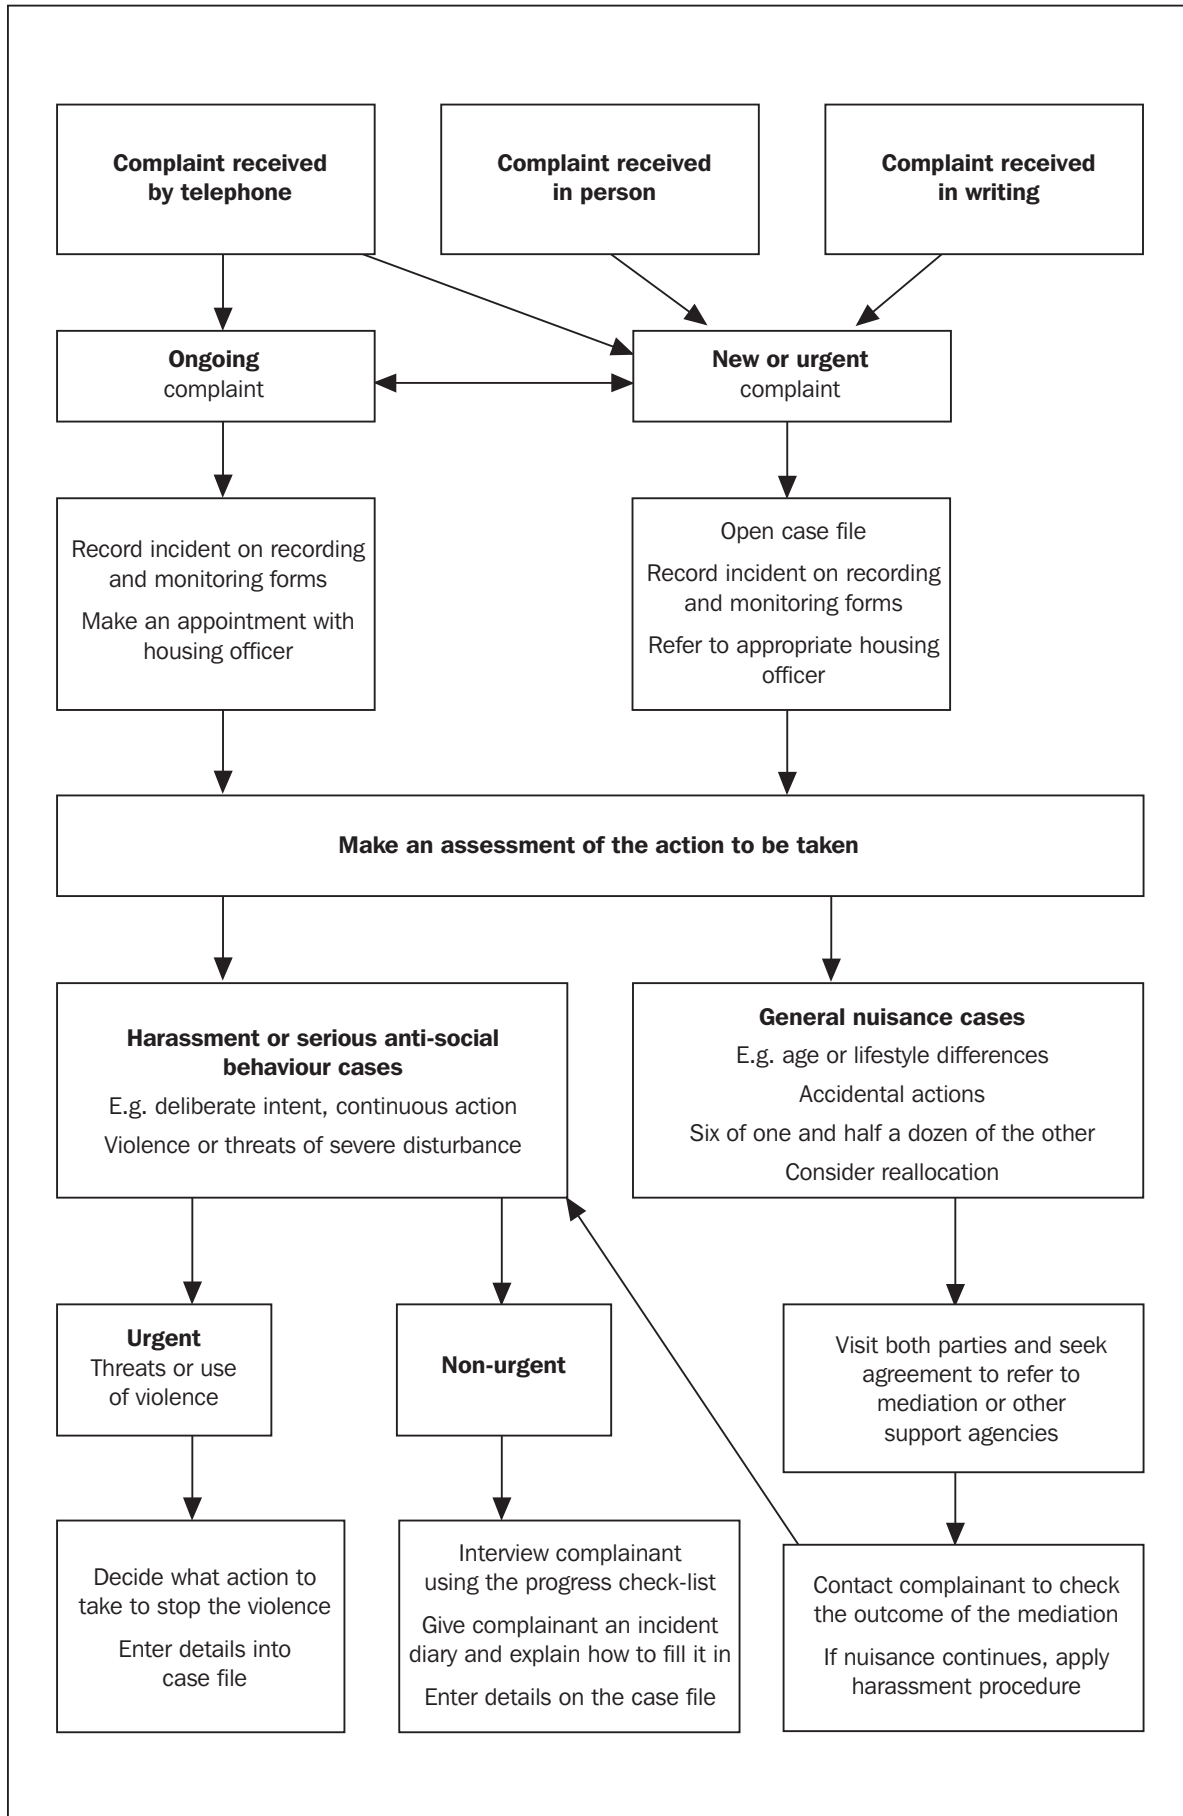 Complaint received
by telephone
Complaint received
in person
Complaint received
in writing
Ongoing
complaint
New or urgent
complaint
Record incident on recording
and monitoring forms
Make an appointment with
housing officer
Open case file
Record incident on recording
and monitoring forms
Refer to appropriate housing
officer
Make an assessment of the action to be taken
Harassment or serious anti-social
behaviour cases
E.g. deliberate intent, continuous action
Violence or threats of severe disturbance
General nuisance cases
E.g. age or lifestyle differences
Accidental actions
Six of one and half a dozen of the other
Consider reallocation
Urgent
Threats or use
of violence
Non-urgent
Visit both parties and seek
agreement to refer to
mediation or other
support agencies
Decide what action to
take to stop the violence
Enter details into
case file
Interview complainant
using the progress check-list
Give complainant an incident
diary and explain how to fill it in
Enter details on the case file
Contact complainant to check
the outcome of the mediation
If nuisance continues, apply
harassment procedure